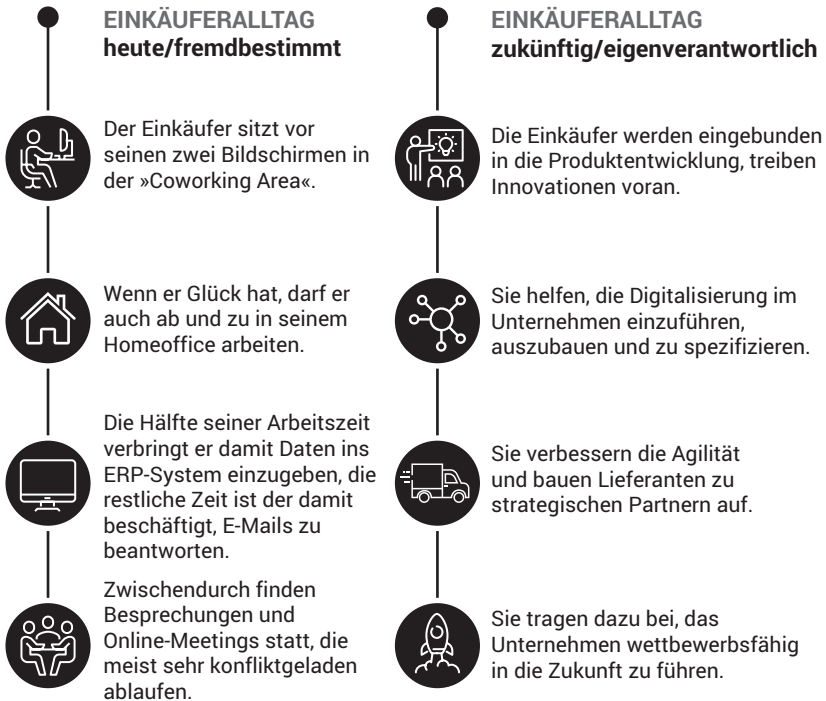 EINKÄUFERALLTAG
heute/fremdbestimmt
Der Einkäufer sitzt vor
seinen zwei Bildschirmen in
der »Coworking Area«.
Wenn er Glück hat, darf er
auch ab und zu in seinem
Homeoffice arbeiten.
Die Hälfte seiner Arbeitszeit
verbringt er damit Daten ins
ERP-System einzugeben, die
restliche Zeit ist der damit
beschäftigt, E-Mails zu
beantworten.
Zwischendurch finden
Besprechungen und
Online-Meetings statt, die
meist sehr konfliktgeladen
ablaufen.
EINKÄUFERALLTAG
zukünftig/eigenverantwortlich
Die Einkäufer werden eingebunden
in die Produktentwicklung, treiben
Innovationen voran.
Sie helfen, die Digitalisierung im
Unternehmen einzuführen,
auszubauen und zu spezifizieren.
Sie verbessern die Agilität
und bauen Lieferanten zu
strategischen Partnern auf.
Sie tragen dazu bei, das
Unternehmen wettbewerbsfähig
in die Zukunft zu führen.